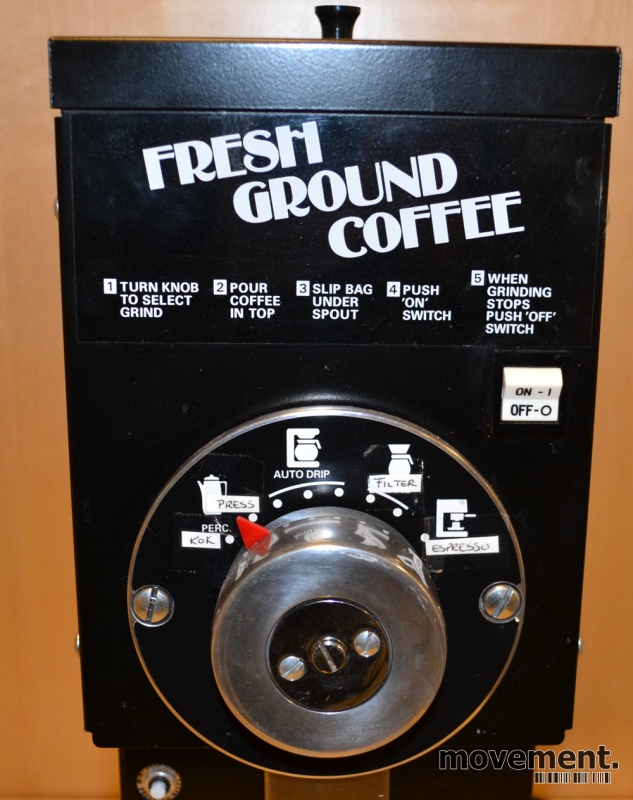 FRESH
GROUND
COFFEE
1 TURN KNOB
TO SELECT
GRIND
2 POUR
COFFEE
IN TOP
3 SLIP BAG
UNDER
SPOUT
4 PUSH
'ON'
SWITCH
5 WHEN
GRINDING
STOPS
PUSH 'OFF'
SWITCH
ON - I
OFF-O
AUTO DRIP
FILTER
PRESS
PERC.
KOK
ESPRESSO
movement.